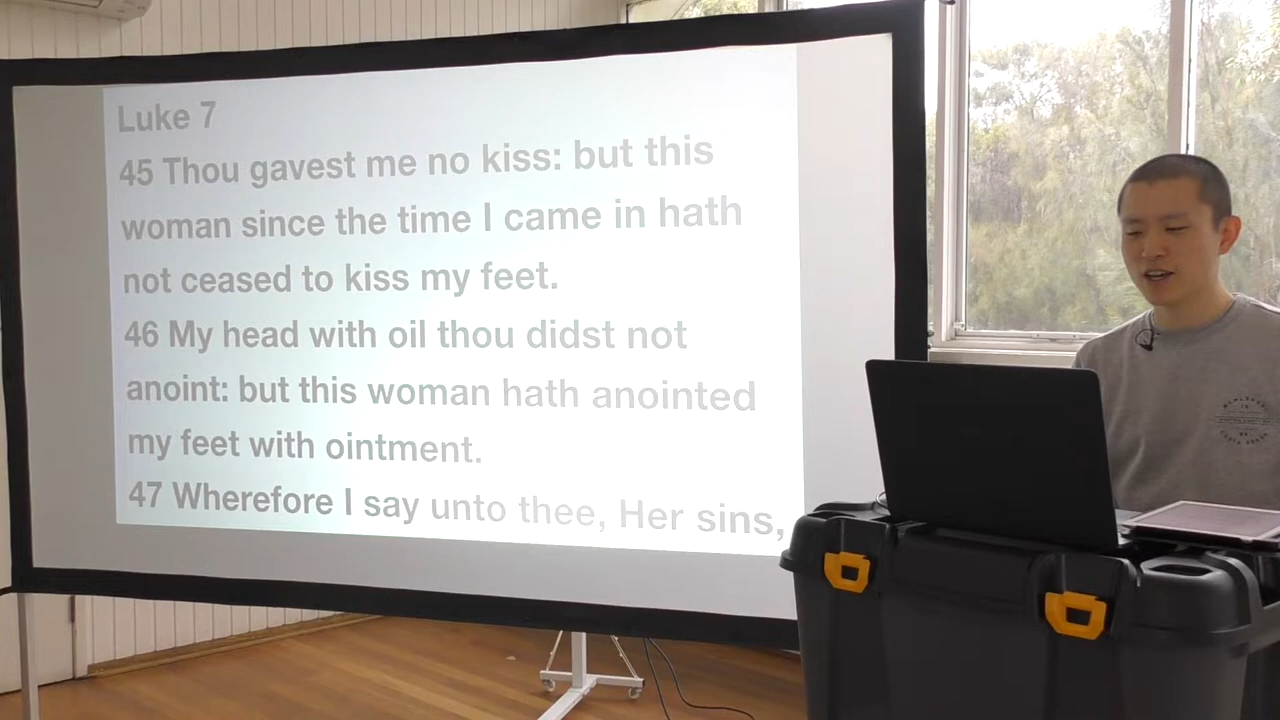 Luke 7
45 Thou gavest me no kiss: but this
woman since the time I came in hath
not ceased to kiss my feet.
46 My head with oil thou didst not
anoint: but this woman hath anointed
my feet with ointment.
47 Wherefore I say unto thee, Her sins,